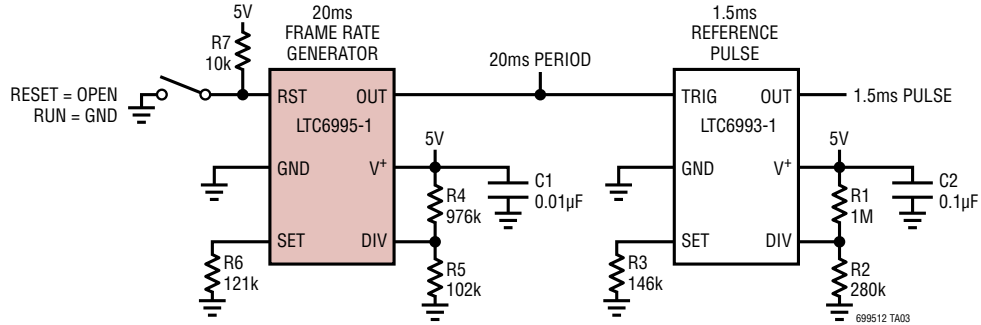 5V
20ms
FRAME RATE
GENERATOR
1.5ms
REFERENCE
PULSE
R7
10k
20ms PERIOD
RESET = OPEN
RUN = GND
RST
OUT
LTC6995-1
GND
V+
SET
DIV
5V
R4
976k
C1
0.01µF
R5
102k
R6
121k
TRIG
OUT
1.5ms PULSE
LTC6993-1
GND
V+
SET
DIV
5V
R1
1M
C2
0.1µF
R2
280k
R3
146k
699512 TA03